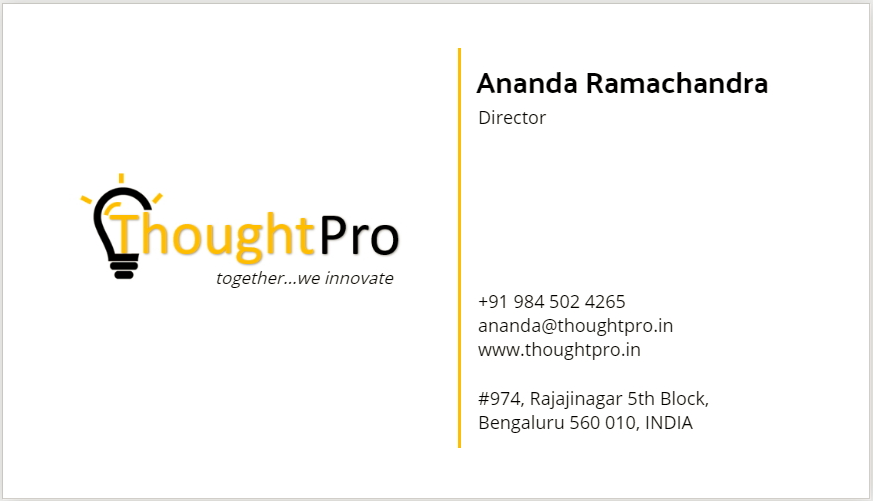 ThoughtPro
together...we innovate
Ananda Ramachandra
Director
+91 984 502 4265
ananda@thoughtpro.in
www.thoughtpro.in
#974, Rajajinagar 5th Block,
Bengaluru 560 010, INDIA